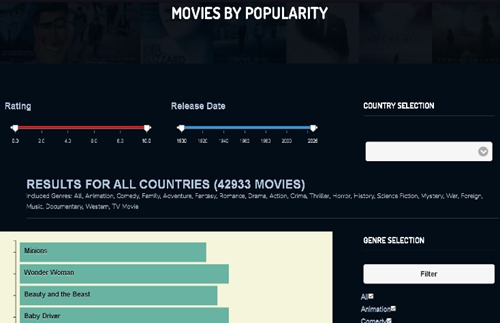 MOVIES BY POPULARITY
Rating
Release Date
COUNTRY SELECTION
0.0 2.0 4.0 6.0 8.0 10.0
1930 1940 1960 1980 2000 2026
RESULTS FOR ALL COUNTRIES (42933 MOVIES)
Included Genres: All, Animation, Comedy, Family, Adventure, Fantasy, Romance, Drama, Action, Crime, Thriller, Horror, History, Science Fiction, Mystery, War, Foreign,
Music, Documentary, Western, TV Movie
GENRE SELECTION
Minions
Wonder Woman
Beauty and the Beast
Baby Driver
Filter
All
Animation
Comedy